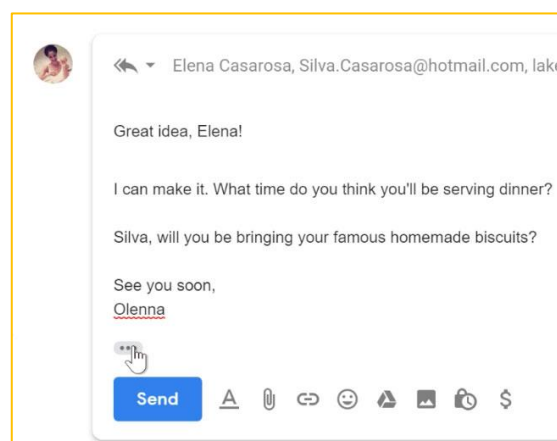 Elena Casarosa, Silva.Casarosa@hotmail.com,
Great idea, Elena!
I can make it. What time do you think you'll be serving dinner?
Silva, will you be bringing your famous homemade biscuits?
See you soon,
Olenna
Send